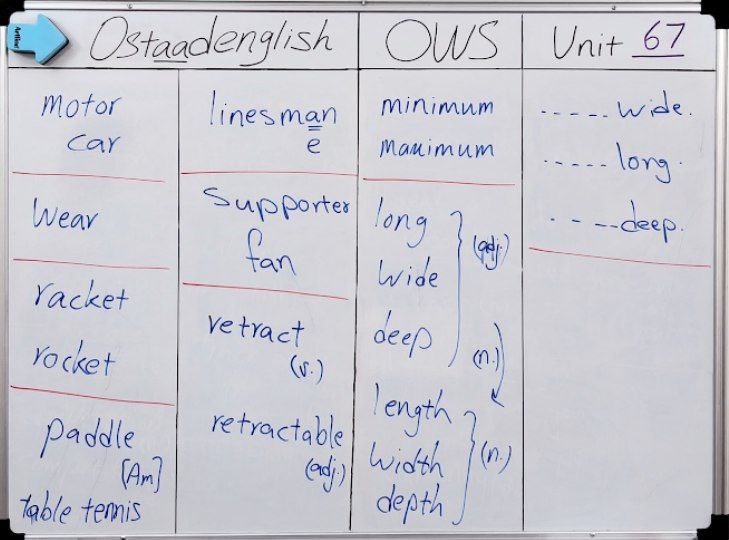 Ostaadenglish
OWS
Unit 67
motor
car
Wear
racket
rocket
paddle
[Am]
table tennis
linesman
e
Supporter
fan
retract
(v.)
retractable
(adj.)
minimum
maximum
long
wide
deep
(adj.)
(n.)
length
width
depth
(n.)
----- wide.
----- long.
- - -- deep.